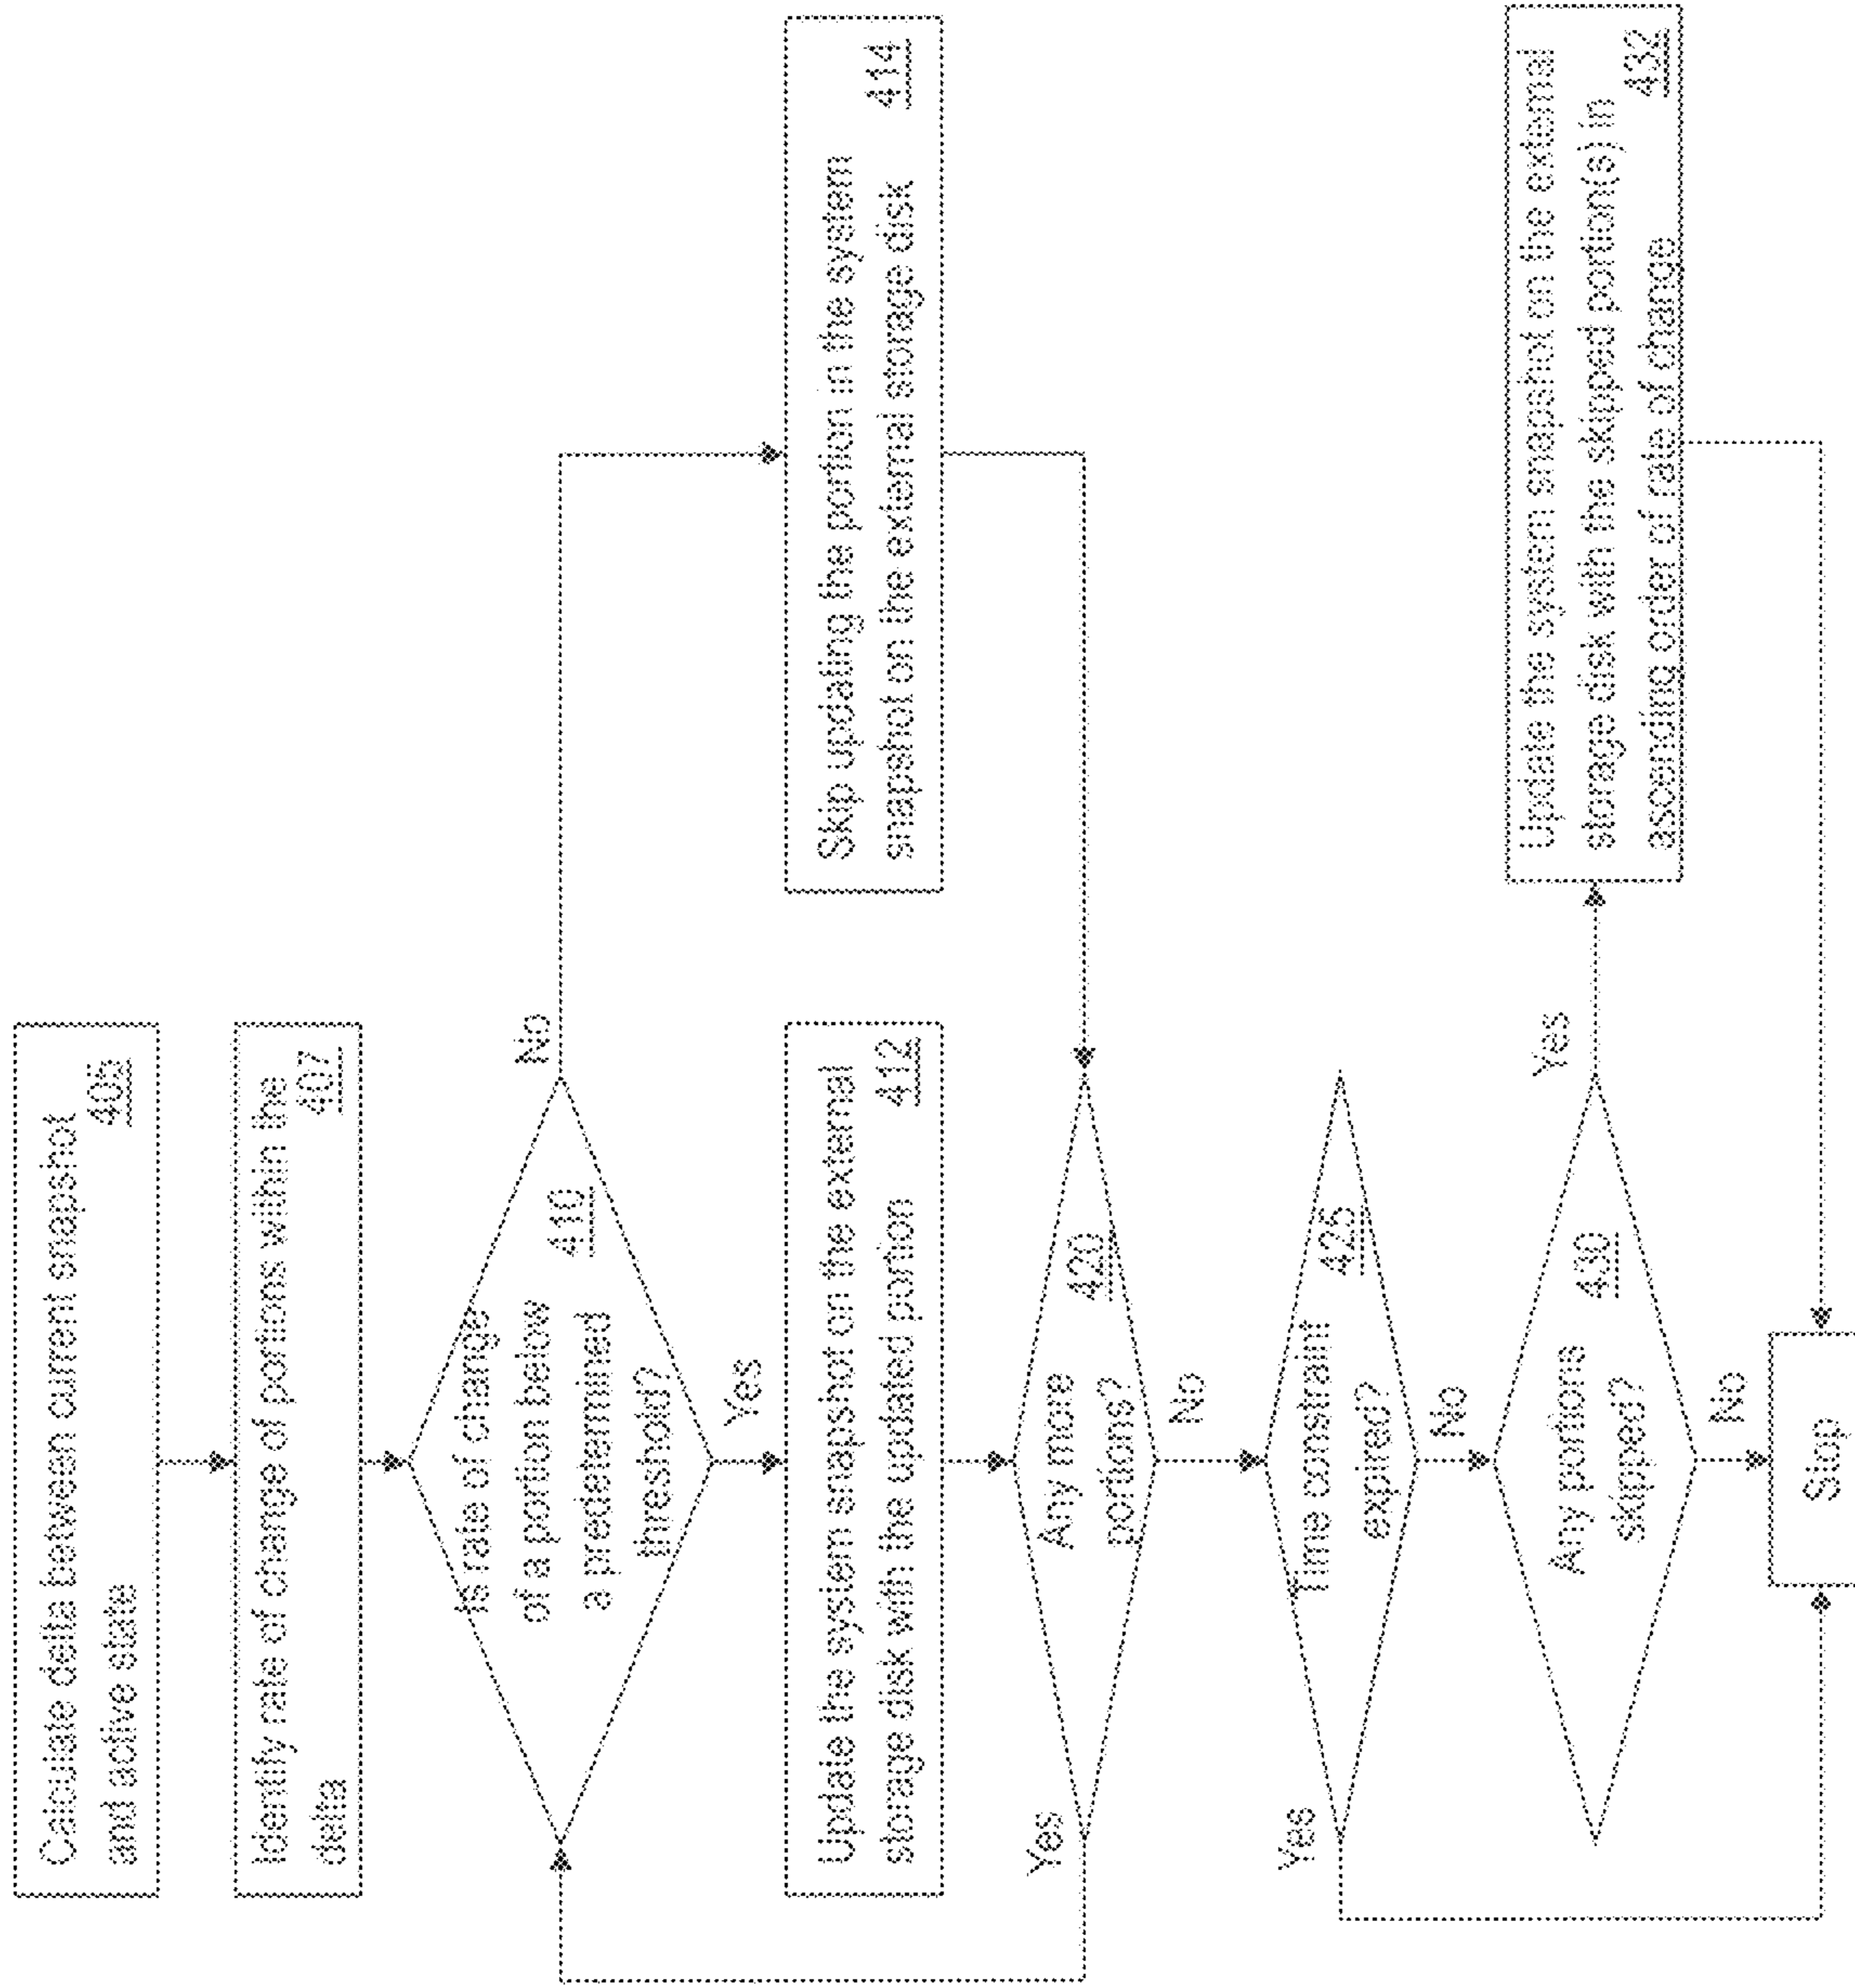 Calculate delta between current snapshot
and active state
405
Identify rate of change of portions within the
delta
407
Is rate of change
of a portion below
a predetermined
threshold?
410
No
Yes
Update the system snapshot on the external
storage disk with the updated portion
412
Skip updating the portion in the system
snapshot on the external storage disk
414
Any more
portions?
420
Yes
No
Time constraint
expired?
425
Yes
No
Any portions
skipped?
430
Yes
No
Update the system snapshot on the external
storage disk with the skipped portion(s) in
ascending order of rate of change
432
Stop